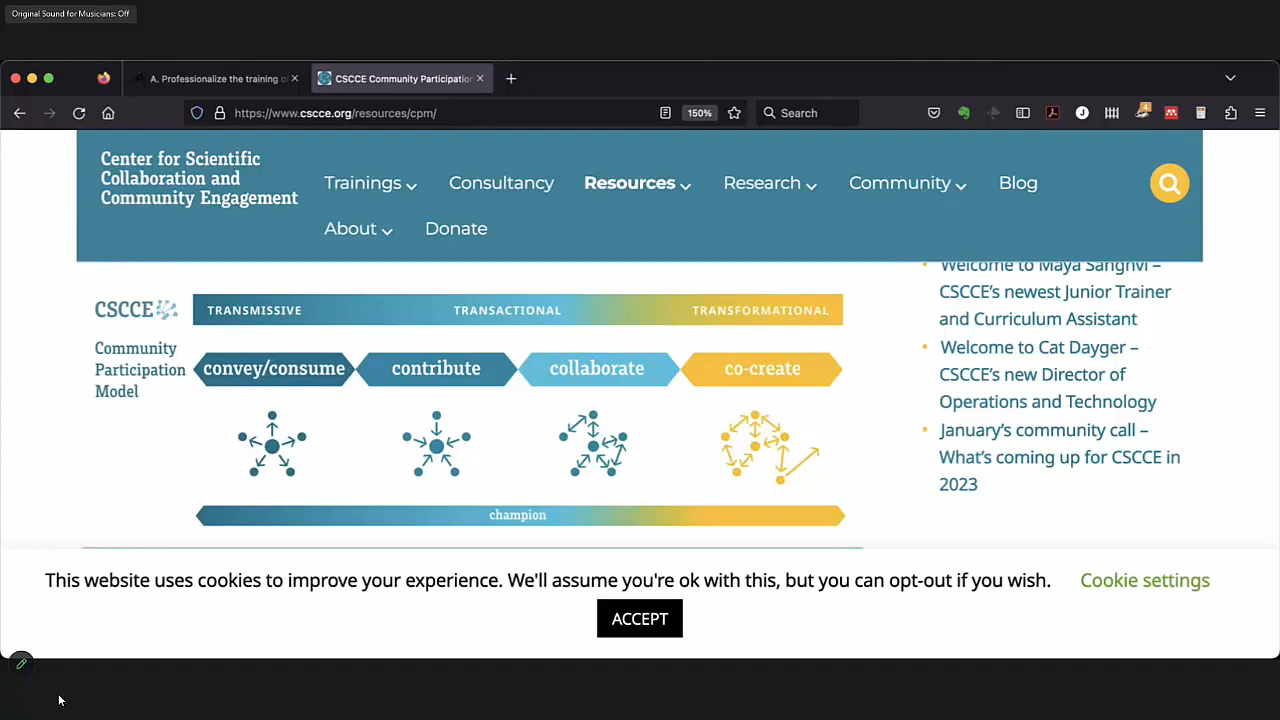 Original Sound for Musicians: Off
A. Professionalize the training o
CSCCE Community Participation
https://www.cscce.org/resources/cpm/
150%
Search
Center for Scientific
Collaboration and
Community Engagement
Trainings
Consultancy
Resources
Research
Community
Blog
About
Donate
CSCCE
TRANSMISSIVE
TRANSACTIONAL
TRANSFORMATIONAL
Community
Participation
Model
convey/consume
contribute
collaborate
co-create
champion
Welcome to Maya Sanghvi –
CSCCE's newest Junior Trainer
and Curriculum Assistant
Welcome to Cat Dayger –
CSCCE's new Director of
Operations and Technology
January's community call –
What's coming up for CSCCE in
2023
This website uses cookies to improve your experience. We'll assume you're ok with this, but you can opt-out if you wish.
Cookie settings
ACCEPT